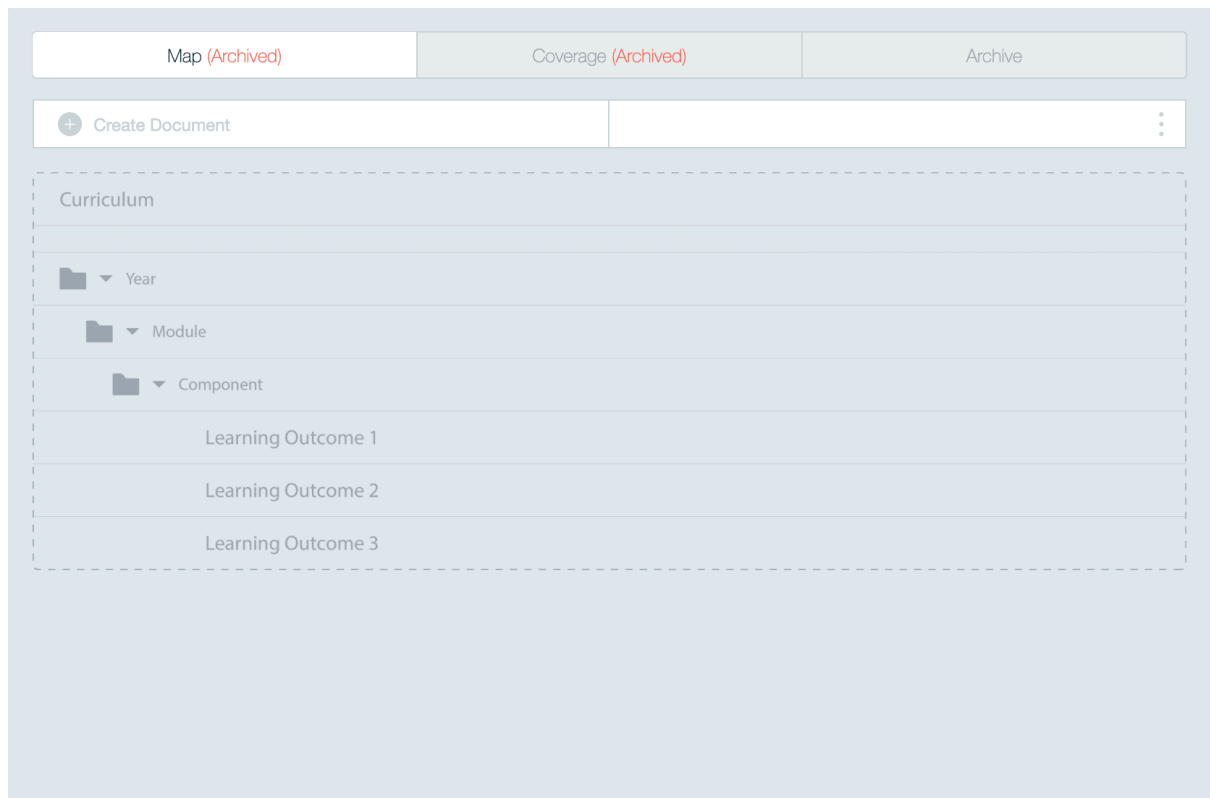 Map (Archived)
Coverage (Archived)
Archive
Create Document
Curriculum
Year
Module
Component
Learning Outcome 1
Learning Outcome 2
Learning Outcome 3